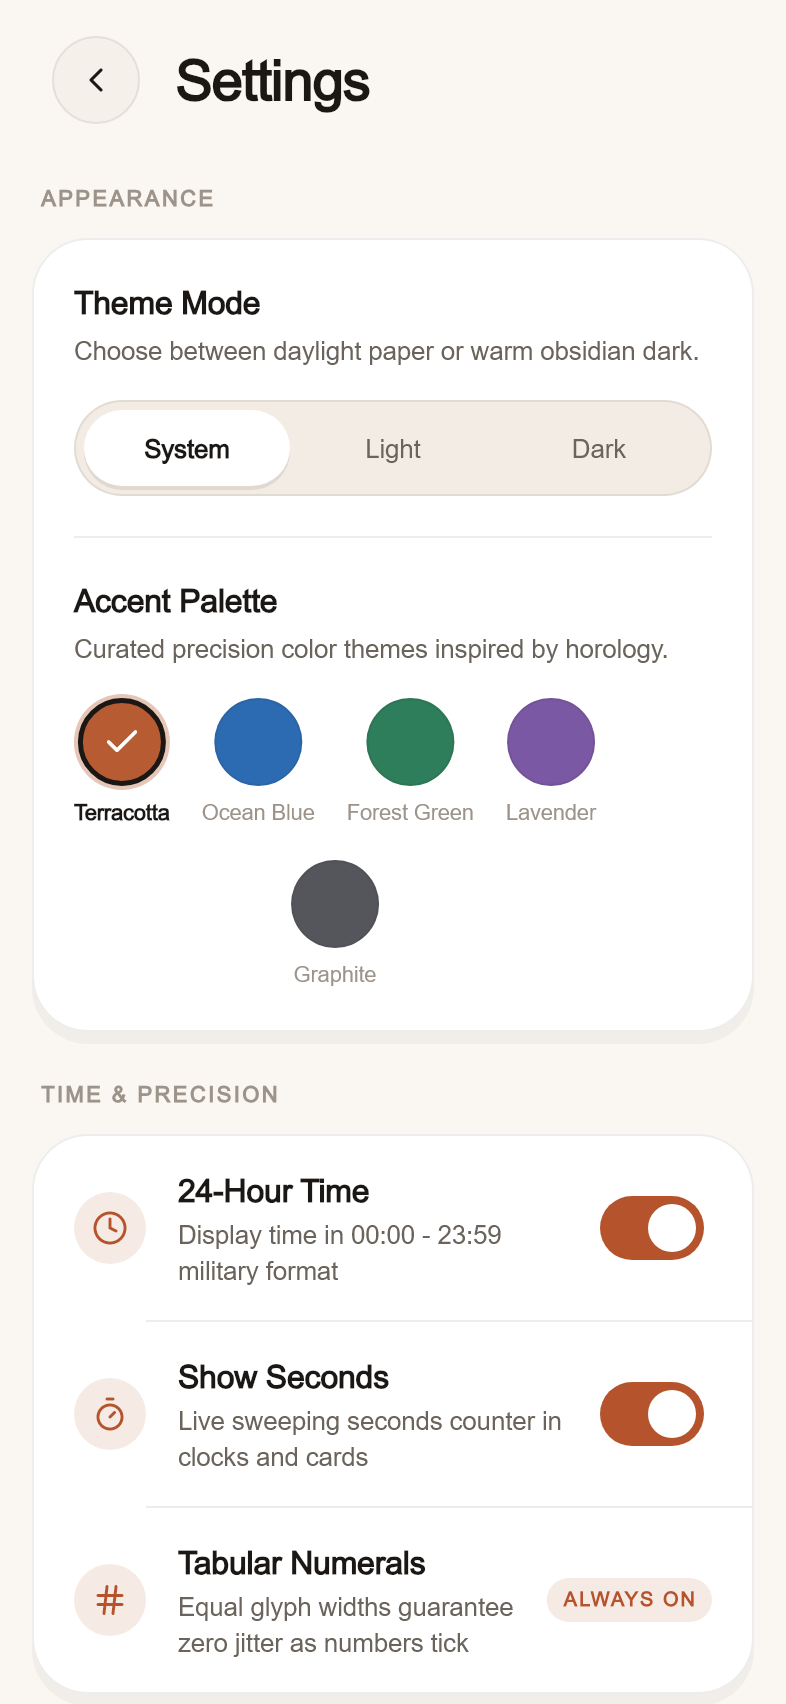 Settings
APPEARANCE
Theme Mode
Choose between daylight paper or warm obsidian dark.
System
Light
Dark
Accent Palette
Curated precision color themes inspired by horology.
Terracotta
Ocean Blue
Forest Green
Lavender
Graphite
TIME & PRECISION
24-Hour Time
Display time in 00:00 - 23:59
military format
Show Seconds
Live sweeping seconds counter in
clocks and cards
Tabular Numerals
Equal glyph widths guarantee
zero jitter as numbers tick
ALWAYS ON